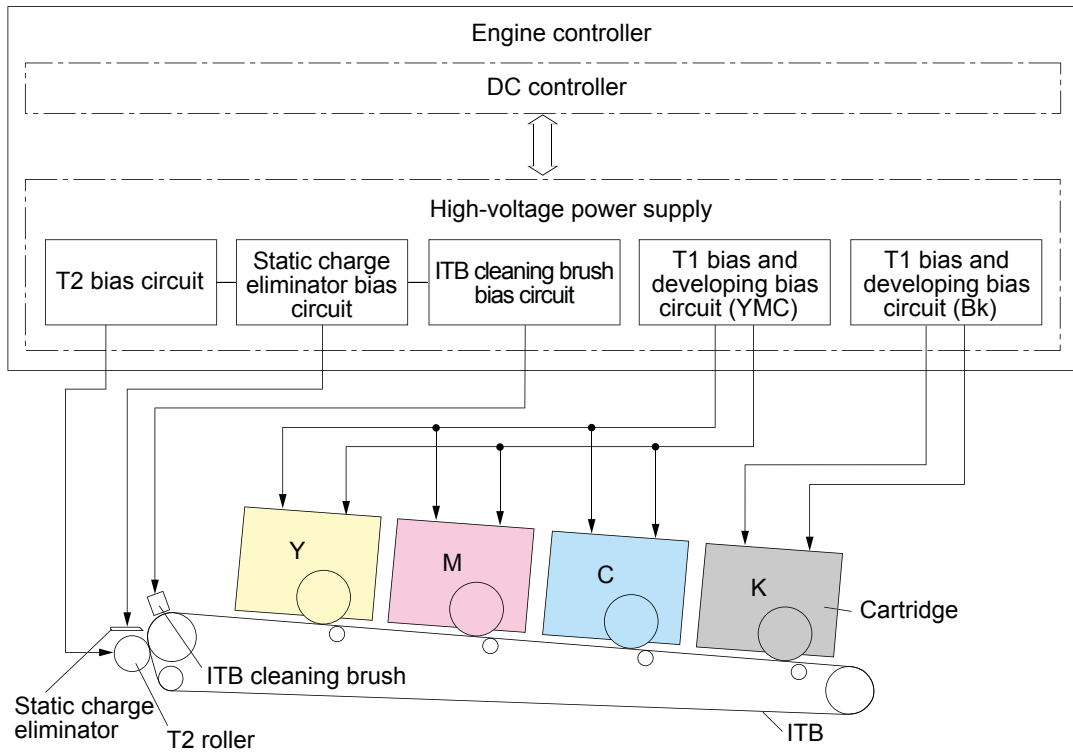 Engine controller
DC controller
High-voltage power supply
T2 bias circuit
Static charge
eliminator bias
circuit
ITB cleaning brush
bias circuit
T1 bias and
developing bias
circuit (YMC)
T1 bias and
developing bias
circuit (Bk)
Y
M
C
K
Cartridge
ITB cleaning brush
Static charge
eliminator
T2 roller
ITB